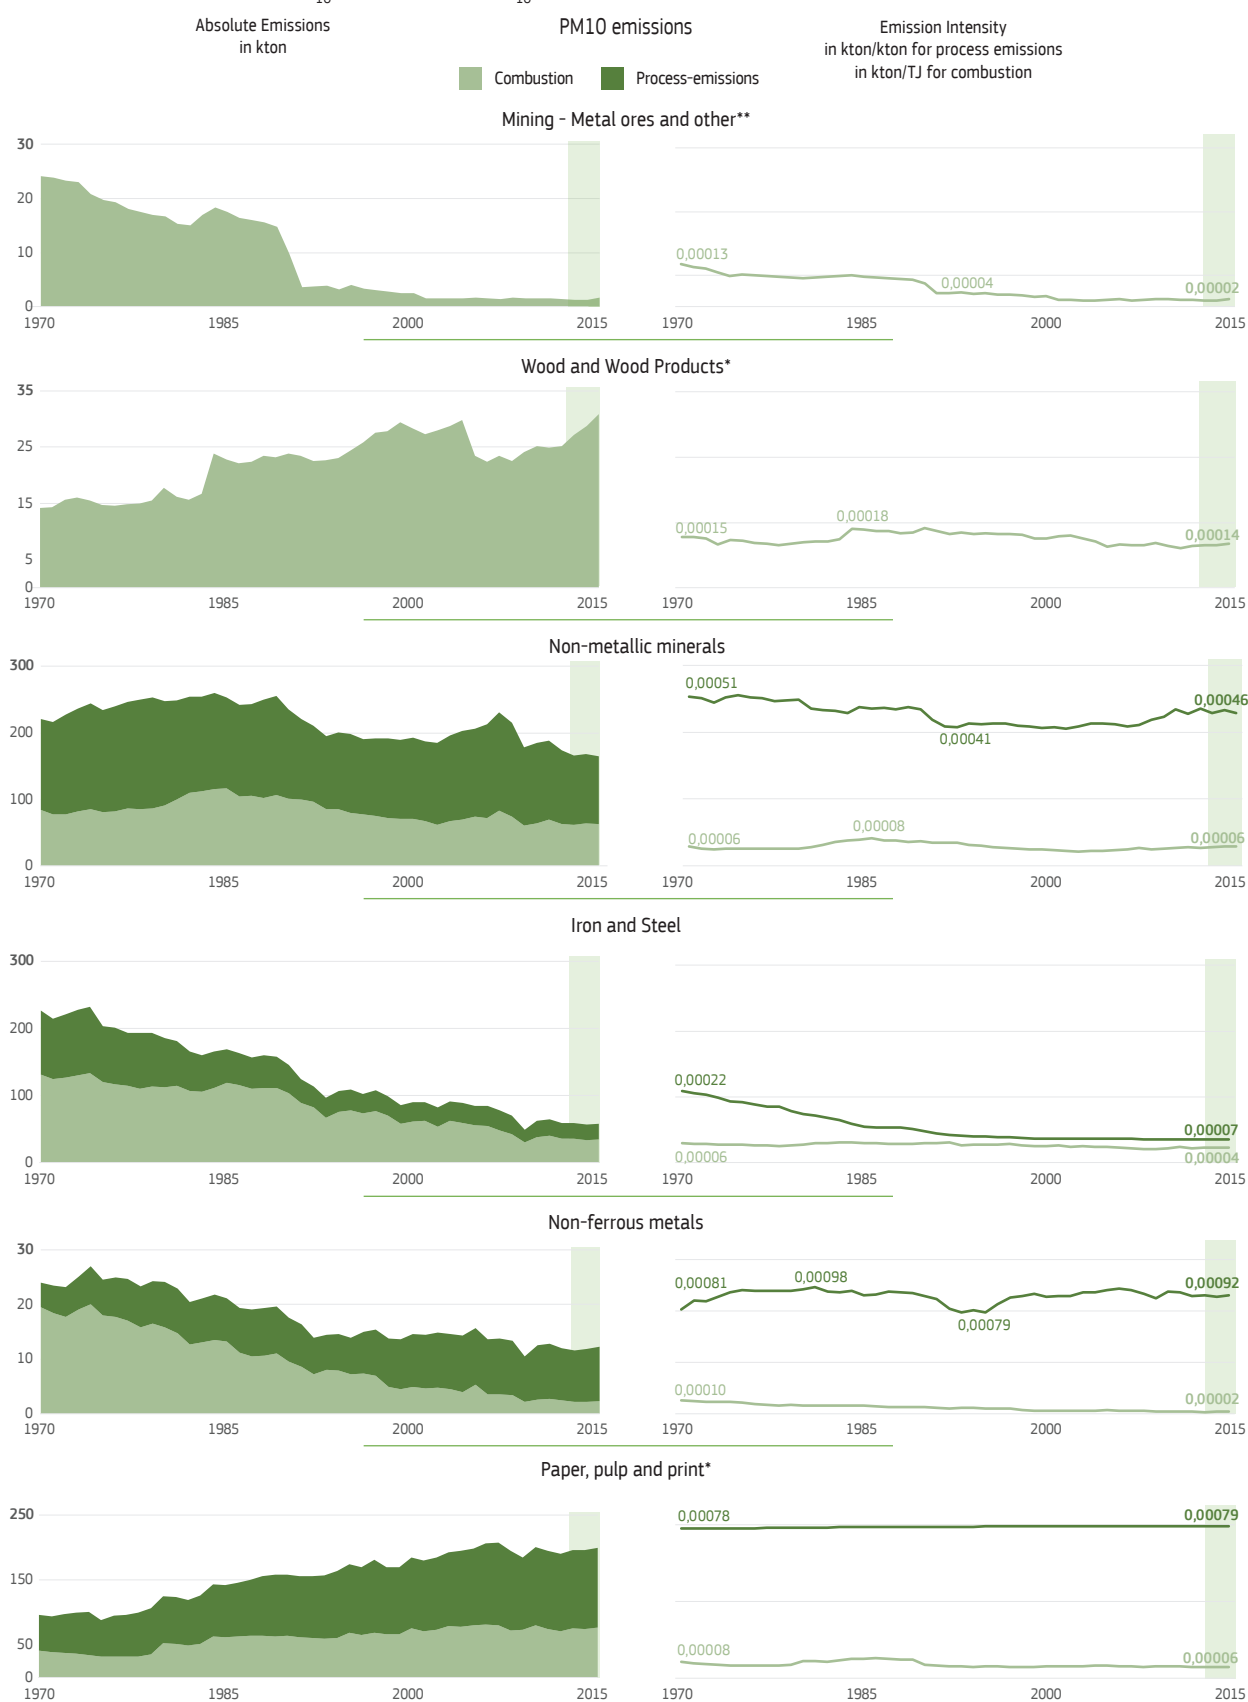 10 10
Absolute Emissions
in kton
PM10 emissions
Emission Intensity
in kton/kton for process emissions
in kton/TJ for combustion
Combustion Process-emissions
Mining - Metal ores and other**
30
20
10
0
1970 1985 2000 2015
0,00013
0,00004
0,00002
1970 1985 2000 2015
Wood and Wood Products*
35
25
15
5
0
1970 1985 2000 2015
0,00015
0,00018
0,00014
1970 1985 2000 2015
Non-metallic minerals
300
200
100
0
1970 1985 2000 2015
0,00051
0,00041
0,00046
0,00006
0,00008
0,00006
1970 1985 2000 2015
Iron and Steel
300
200
100
0
1970 1985 2000 2015
0,00022
0,00007
0,00006
0,00004
1970 1985 2000 2015
Non-ferrous metals
30
20
10
0
1970 1985 2000 2015
0,00081
0,00098
0,00079
0,00092
0,00010
0,00002
1970 1985 2000 2015
Paper, pulp and print*
250
150
50
0
1970 1985 2000 2015
0,00078
0,00079
0,00008
0,00006
1970 1985 2000 2015